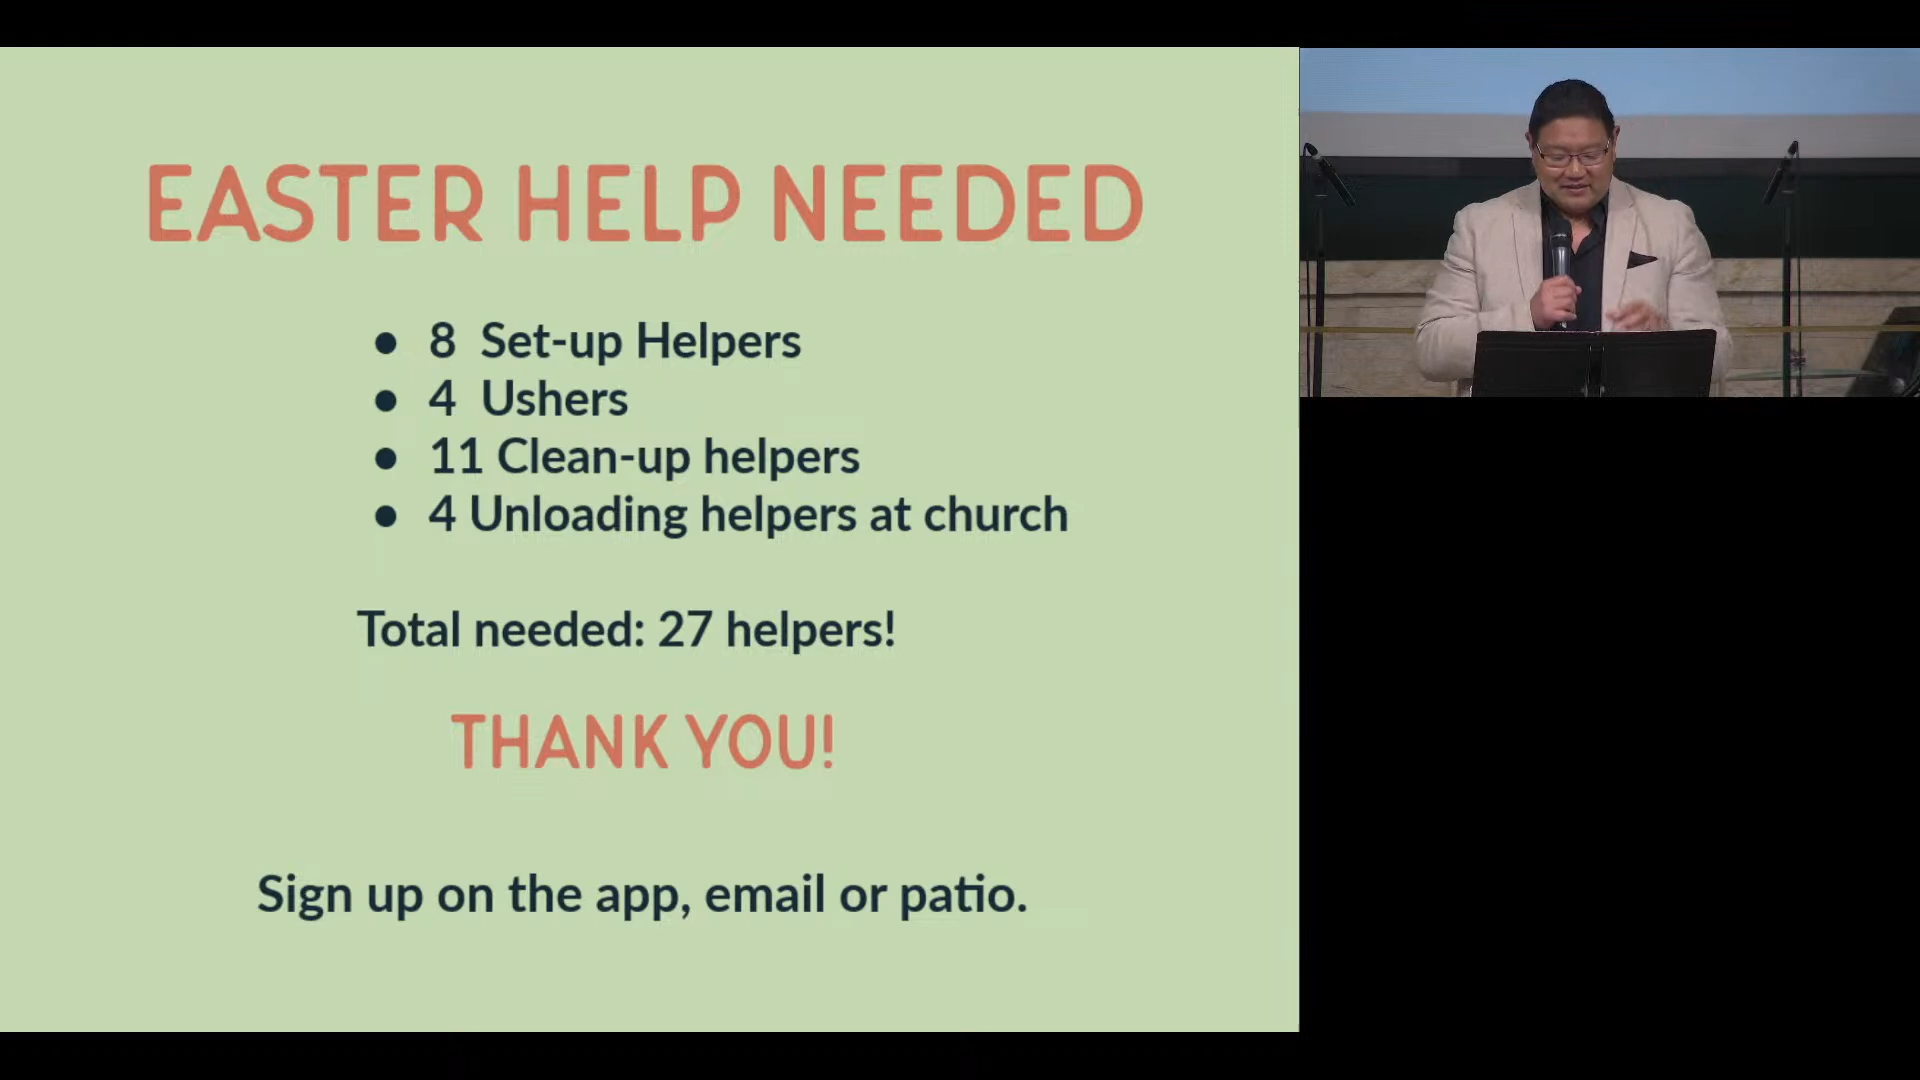 EASTER HELP NEEDED
● 8 Set-up Helpers
● 4 Ushers
● 11 Clean-up helpers
● 4 Unloading helpers at church
Total needed: 27 helpers!
THANK YOU!
Sign up on the app, email or patio.